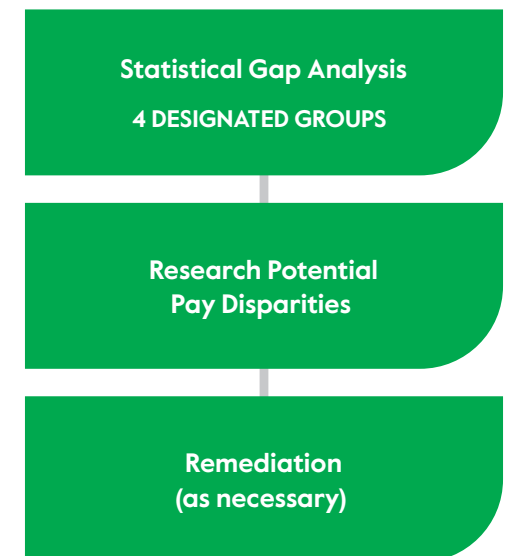 Statistical Gap Analysis
4 DESIGNATED GROUPS
Research Potential
Pay Disparities
Remediation
(as necessary)